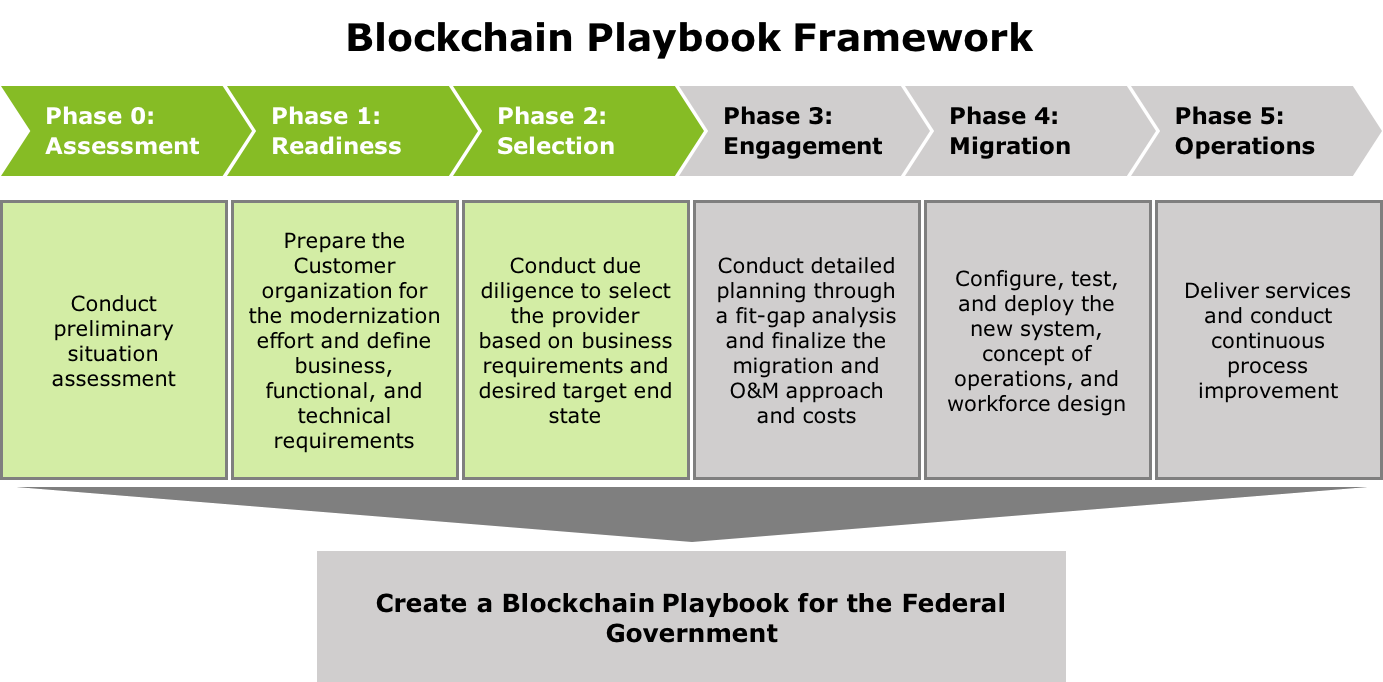 Blockchain Playbook Framework
Phase 0:
Assessment
Phase 1:
Readiness
Phase 2:
Selection
Phase 3:
Engagement
Phase 4:
Migration
Phase 5:
Operations
Conduct
preliminary
situation
assessment
Prepare the
Customer
organization for
the modernization
effort and define
business,
functional, and
technical
requirements
Conduct due
diligence to select
the provider
based on business
requirements and
desired target end
state
Conduct detailed
planning through
a fit-gap analysis
and finalize the
migration and
O&M approach
and costs
Configure, test,
and deploy the
new system,
concept of
operations, and
workforce design
Deliver services
and conduct
continuous
process
improvement
Create a Blockchain Playbook for the Federal
Government